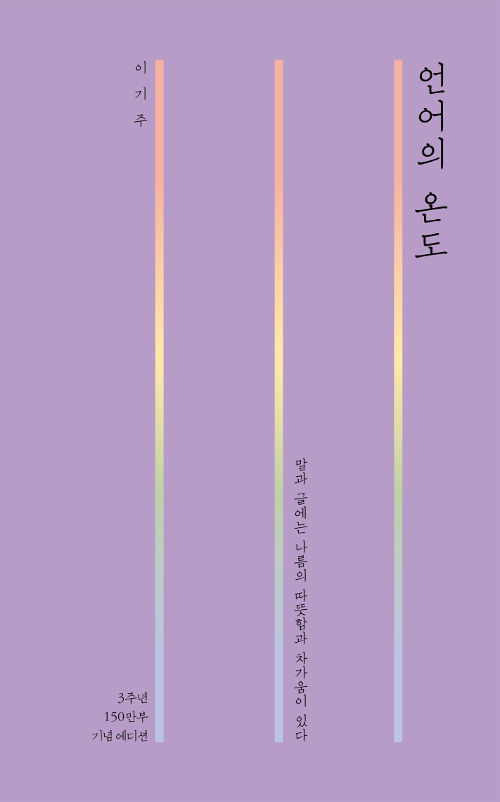 언어의 온도
말과 글에는 나름의 따뜻함과 차가움이 있다
이기주
3주년
150만부
기념 에디션